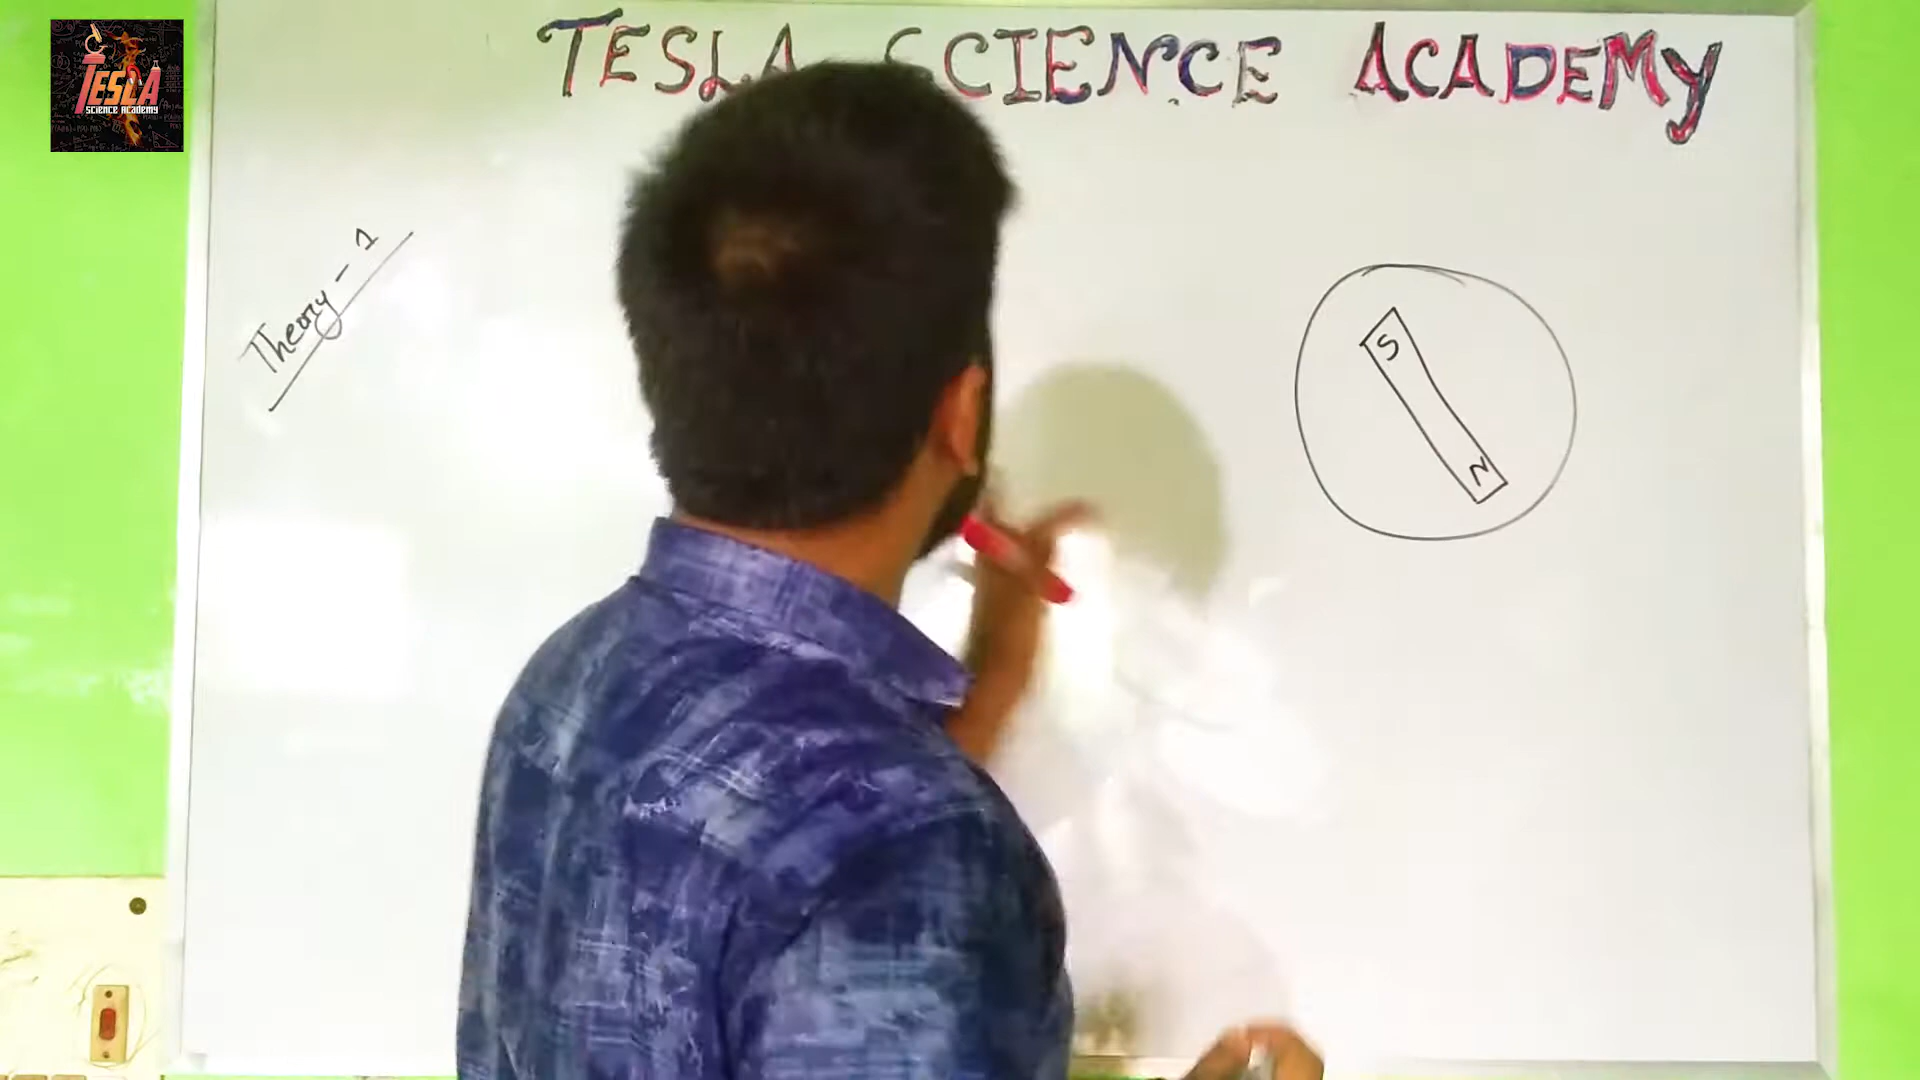 TESLA SCIENCE ACADEMY
TESLA
SCIENCE ACADEMY
Theory - 1
S
N